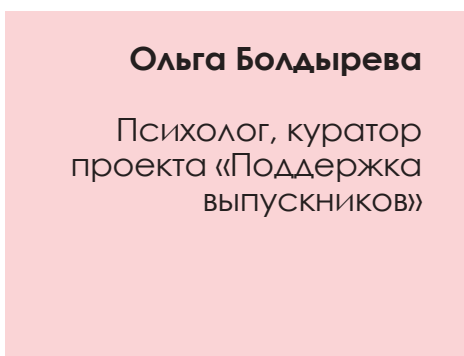 Ольга Болдырева
Психолог, куратор
проекта «Поддержка
выпускников»